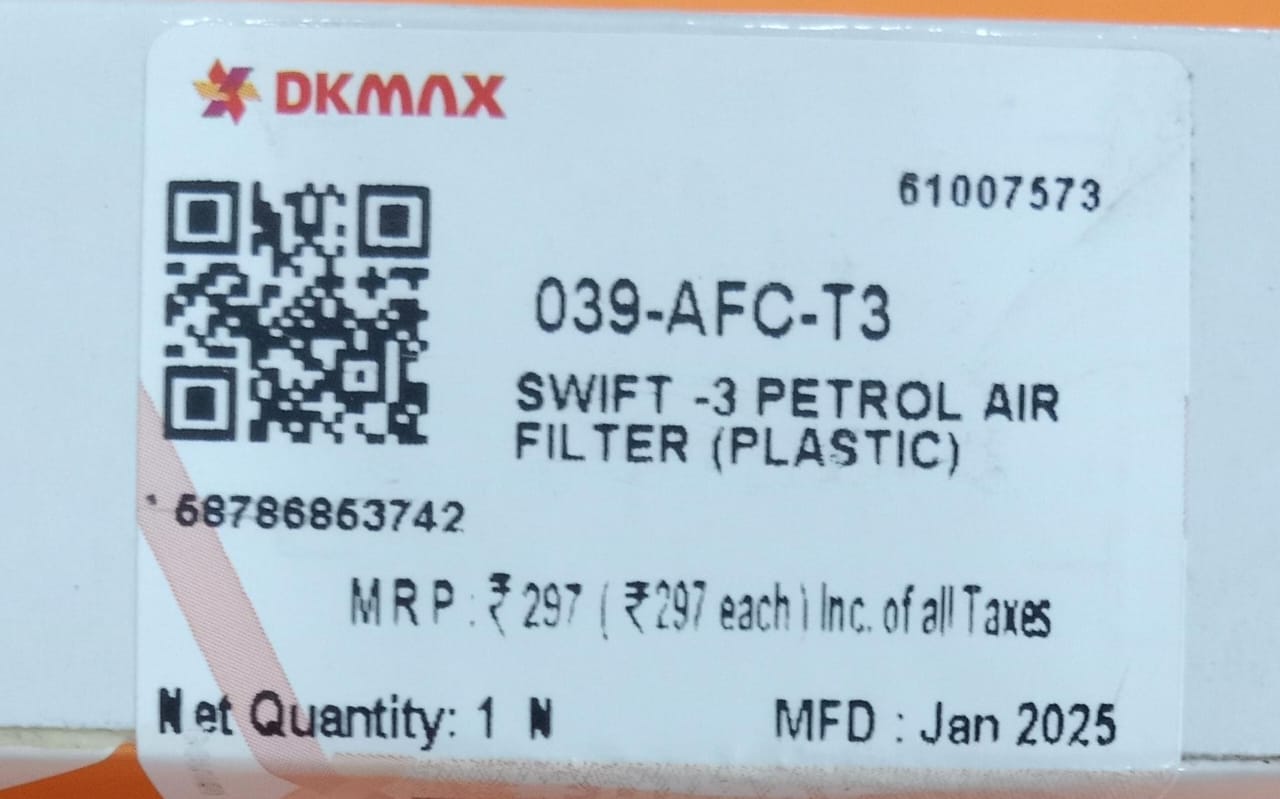 DKMAX
61007573
039-AFC-T3
SWIFT -3 PETROL AIR
FILTER (PLASTIC)
MRP : ₹ 297 ( ₹297 each ) Inc. of all Taxes
Net Quantity: 1 N
MFD : Jan 2025